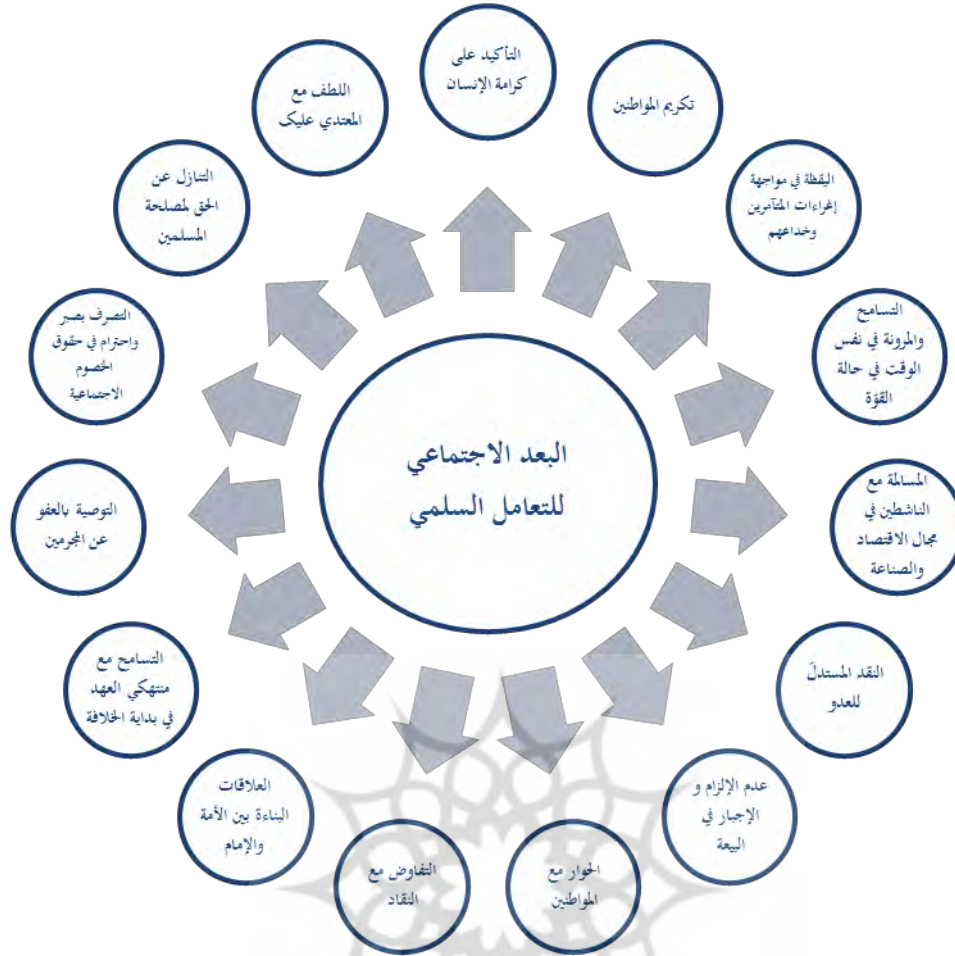 البعد الاجتماعي
للتعامل السلمي
التأكيد على
كرامة الإنسان
تكريم المواطنين
اليقظة في مواجهة
إغراءات المتآمرين
وخداعهم
التسامح
والمرونة في نفس
الوقت في حالة
القوّة
المسالمة مع
الناشطين في
مجال الاقتصاد
والصناعة
النقد المستدلّ
للعدو
عدم الإلزام و
الإجبار في
البيعة
الحوار مع
المواطنين
التفاوض مع
النقاد
العلاقات
البناءة بين الأمة
والإمام
التسامح مع
منتهكي العهد
في بداية الخلافة
التوصية بالعفو
عن المجرمين
التصرف بصبر
واحترام في حقوق
الخصوم
الاجتماعية
التنازل عن
الحق لمصلحة
المسلمين
اللطف مع
المعتدي عليک